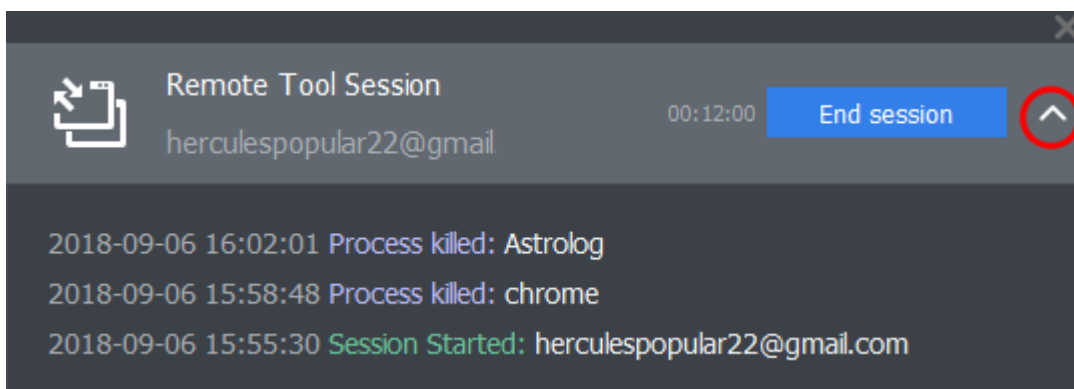 Remote Tool Session
herculespopular22@gmail
00:12:00
End session
2018-09-06 16:02:01 Process killed: Astrolog
2018-09-06 15:58:48 Process killed: chrome
2018-09-06 15:55:30 Session Started: herculespopular22@gmail.com